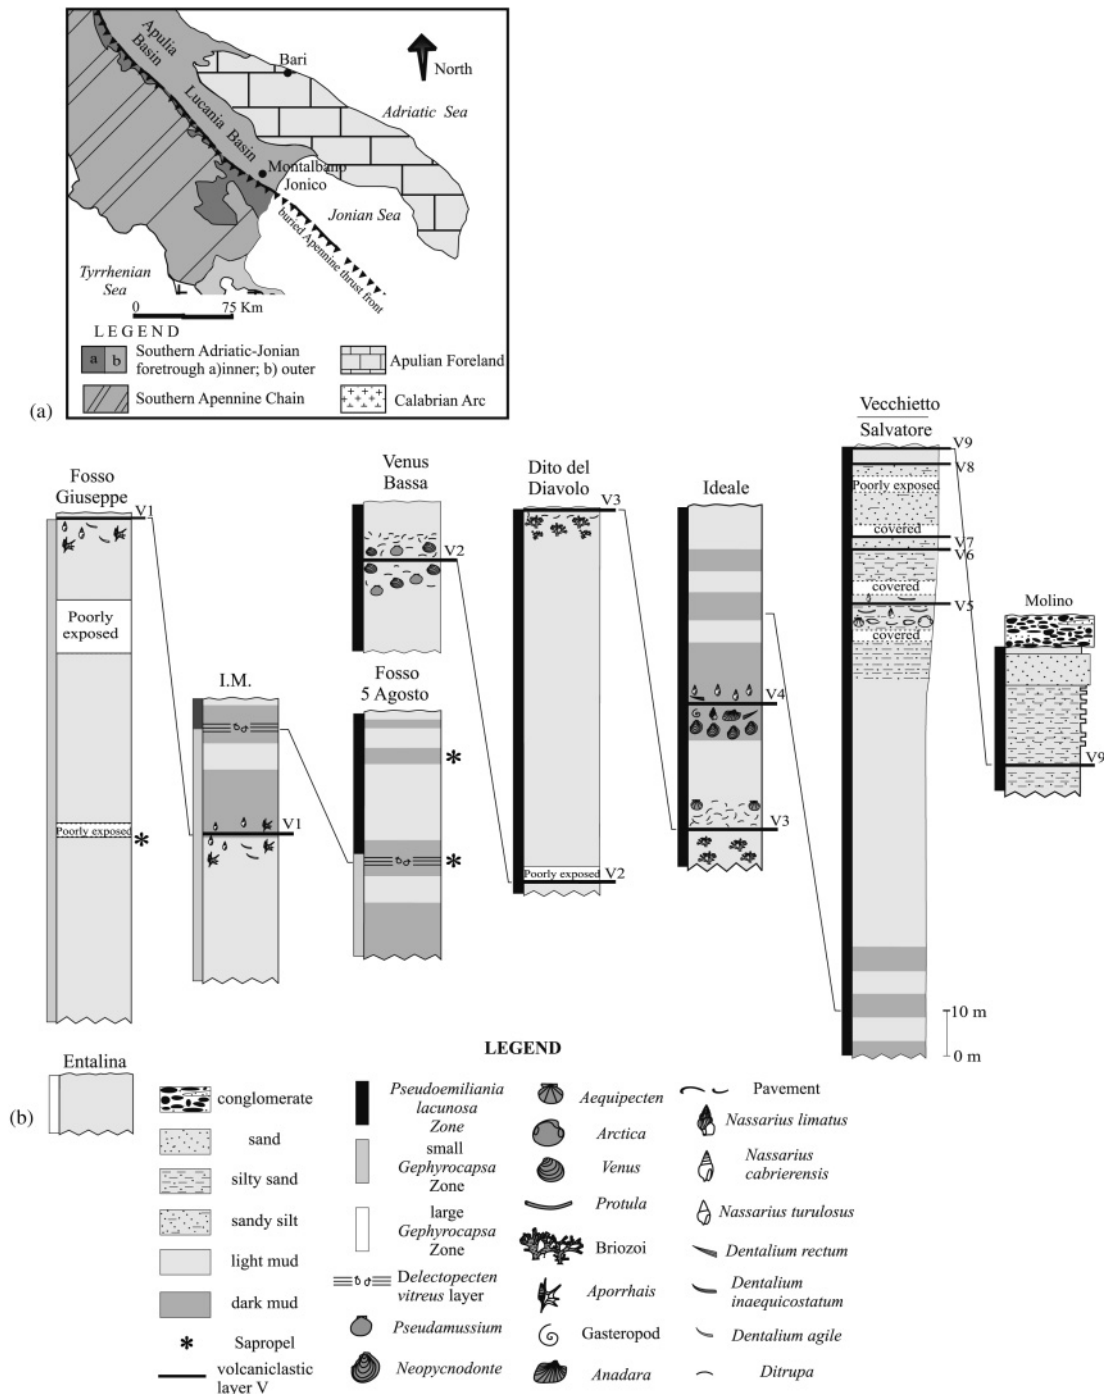 Apulia
Basin
Bari
North
Adriatic Sea
Lucania Basin
Montalbano
Jonico
Jonian Sea
buried Apennine thrust front
Tyrrhenian
Sea
0 75 Km
L E G E N D
a b
Southern Adriatic-Jonian
foretrough a)inner; b) outer
Apulian Foreland
Southern Apennine Chain
Calabrian Arc
(a)
Fosso
Giuseppe
V1
Poorly
exposed
Poorly exposed
*
I.M.
V1
Venus
Bassa
V2
Fosso
5 Agosto
*
*
Dito del
Diavolo
V3
Poorly exposed
V2
Ideale
V4
V3
Vecchietto
Salvatore
V9
V8
Poorly exposed
covered
V7
V6
covered
V5
covered
10 m
0 m
Molino
V9
Entalina
(b)
LEGEND
conglomerate
sand
silty sand
sandy silt
light mud
dark mud
* Sapropel
volcaniclastic
layer V
Pseudoemiliania
lacunosa
Zone
small
Gephyrocapsa
Zone
large
Gephyrocapsa
Zone
Delectopecten
vitreus layer
Pseudamussium
Neopycnodonte
Aequipecten
Arctica
Venus
Protula
Briozoi
Aporrhais
Gasteropod
Anadara
Pavement
Nassarius limatus
Nassarius
cabrierensis
Nassarius turulosus
Dentalium rectum
Dentalium
inaequicostatum
Dentalium agile
Ditrupa